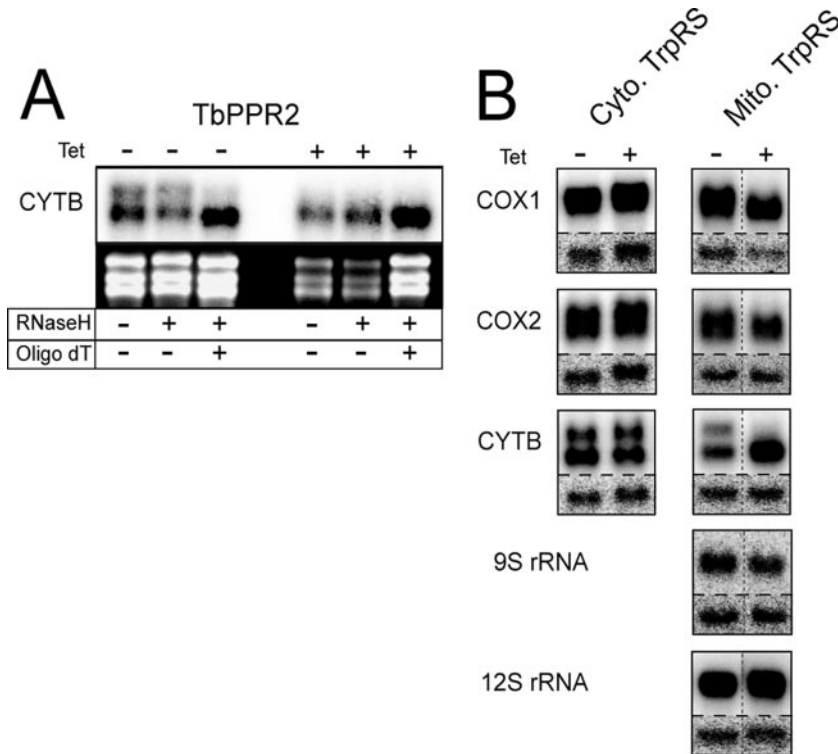 A
TbPPR2
Tet - - - + + +
CYTB
RNaseH - + + - + +
Oligo dT - - + - - +
B
Cyto. TrpRS
Mito. TrpRS
Tet - + - +
COX1
COX2
CYTB
9S rRNA
12S rRNA